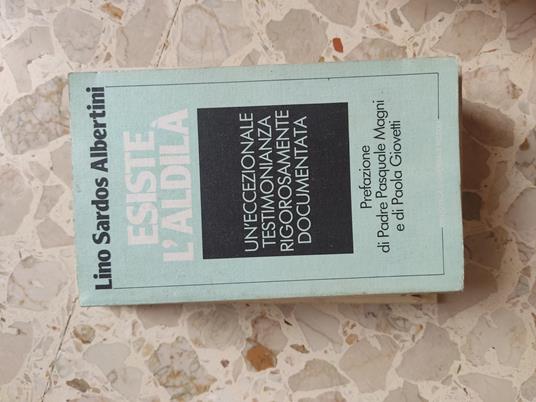 Lino Sardos Albertini
ESISTE
L'ALDILÀ
UN'ECCEZIONALE
TESTIMONIANZA
RIGOROSAMENTE
DOCUMENTATA
Prefazione
di Padre Pasquale Magni
e di Paola Giovetti